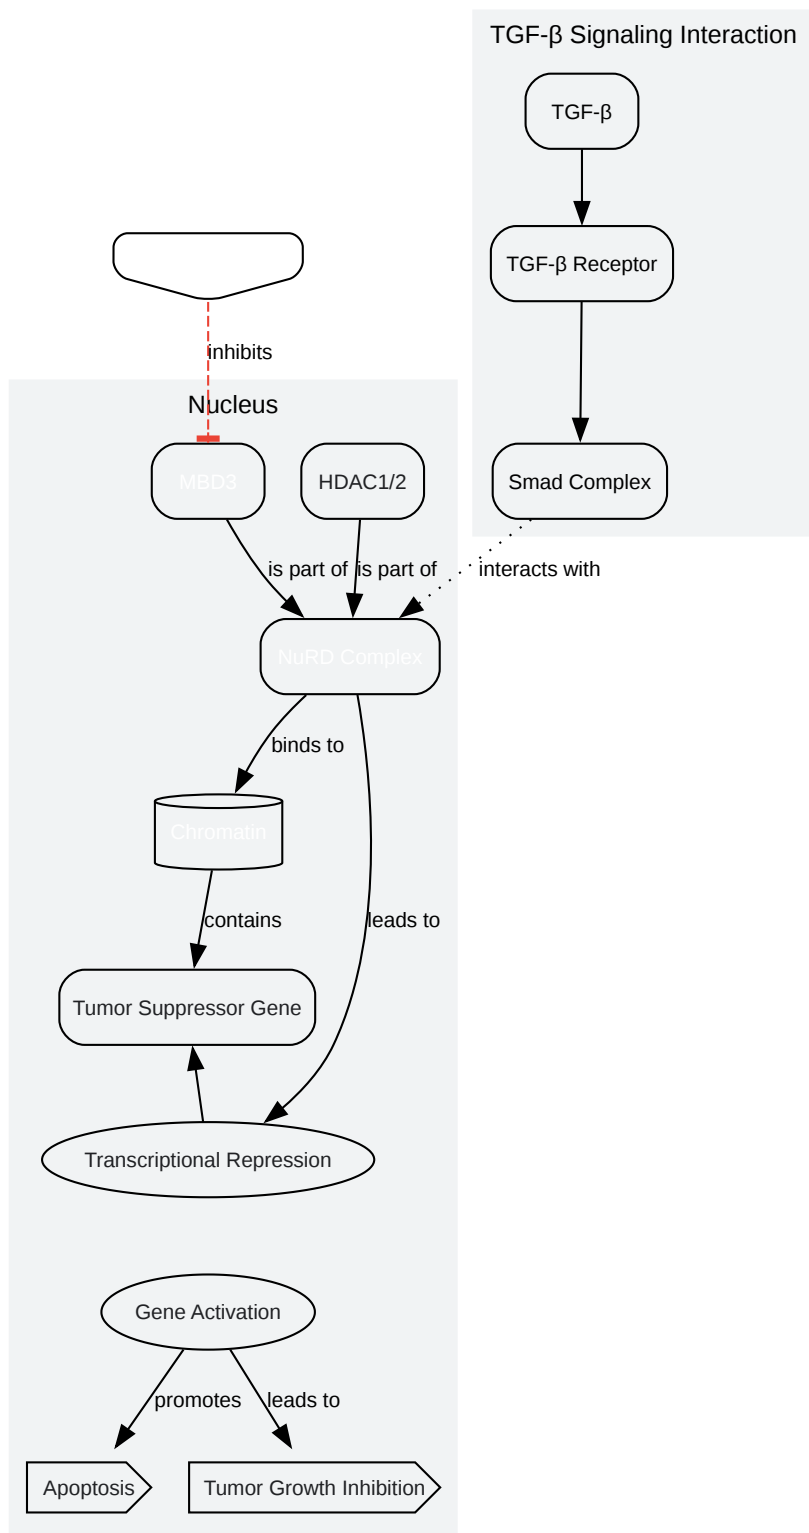 TGF-β Signaling Interaction
TGF-β
TGF-β Receptor
inhibits
Nucleus
MBD3
HDAC1/2
Smad Complex
is part of
is part of
interacts with
NuRD Complex
binds to
Chromatin
contains
leads to
Tumor Suppressor Gene
Transcriptional Repression
Gene Activation
promotes
leads to
Apoptosis
Tumor Growth Inhibition